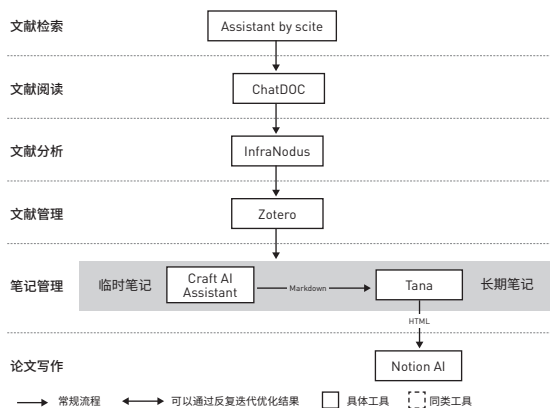 文献检索
Assistant by scite
文献阅读
ChatDOC
文献分析
InfraNodus
文献管理
Zotero
笔记管理
临时笔记
Craft AI
Assistant
Markdown
Tana
长期笔记
HTML
论文写作
Notion AI
常规流程
可以通过反复迭代优化结果
具体工具
同类工具